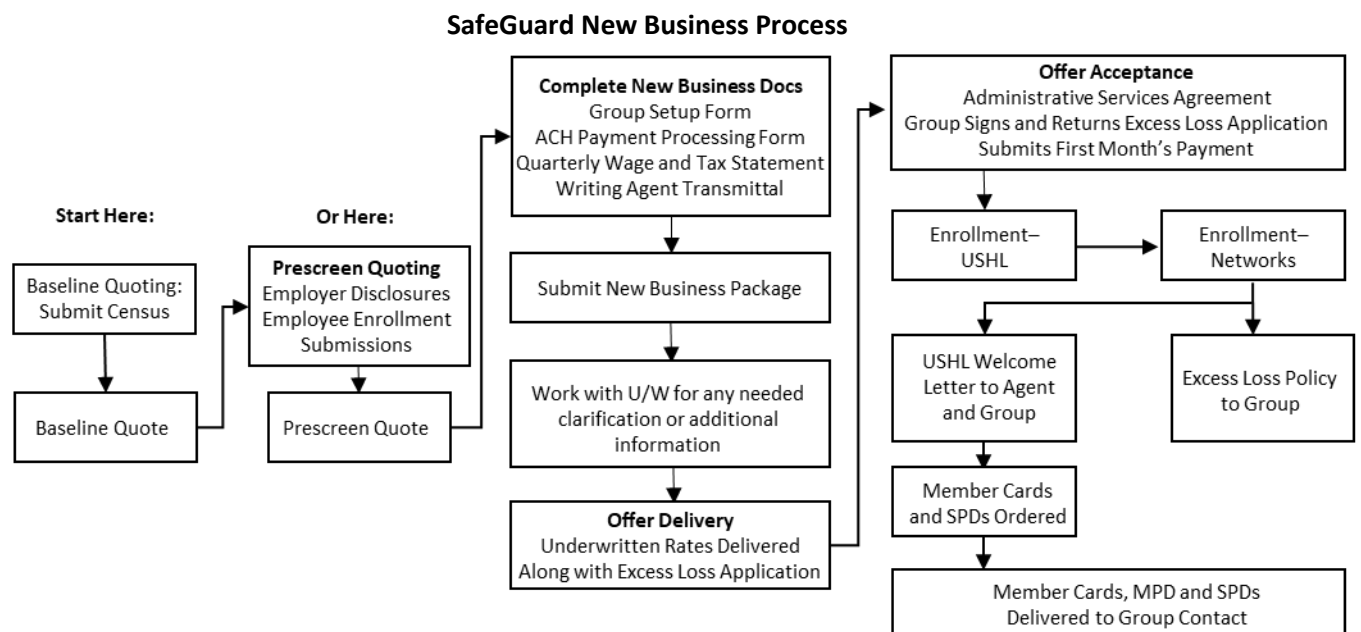 SafeGuard New Business Process
Start Here:
Baseline Quoting:
Submit Census
Baseline Quote
Or Here:
Prescreen Quoting
Employer Disclosures
Employee Enrollment
Submissions
Prescreen Quote
Complete New Business Docs
Group Setup Form
ACH Payment Processing Form
Quarterly Wage and Tax Statement
Writing Agent Transmittal
Submit New Business Package
Work with U/W for any needed
clarification or additional
information
Offer Delivery
Underwritten Rates Delivered
Along with Excess Loss Application
Offer Acceptance
Administrative Services Agreement
Group Signs and Returns Excess Loss Application
Submits First Month's Payment
Enrollment–
USHL
Enrollment–
Networks
USHL Welcome
Letter to Agent
and Group
Excess Loss Policy
to Group
Member Cards
and SPDs Ordered
Member Cards, MPD and SPDs
Delivered to Group Contact